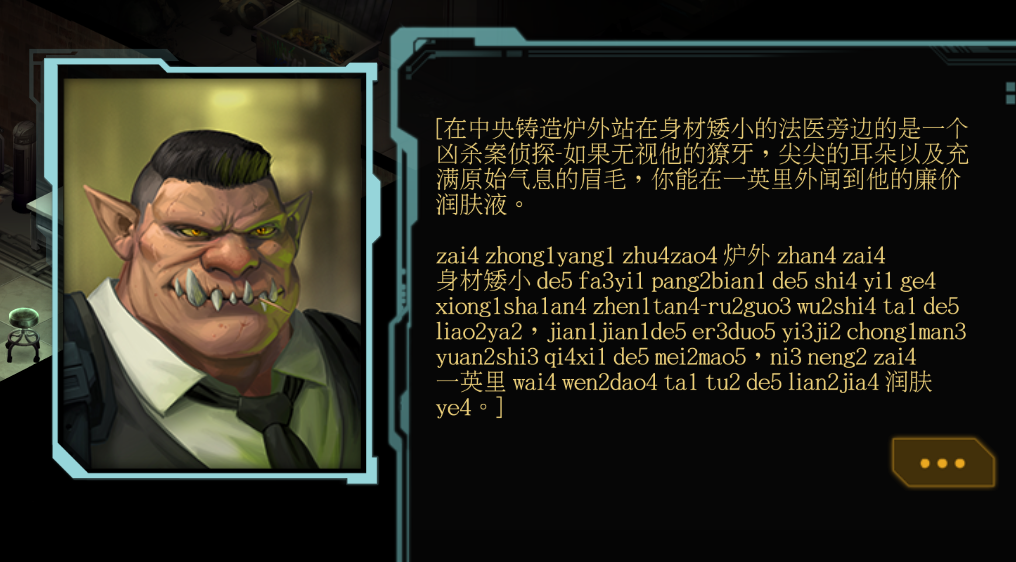 [在中央铸造炉外站在身材矮小的法医旁边的是一个
凶杀案侦探-如果无视他的獠牙，尖尖的耳朵以及充
满原始气息的眉毛，你能在一英里外闻到他的廉价
润肤液。
zai4 zhong1yang1 zhu4zao4 炉外 zhan4 zai4
身材矮小 de5 fa3yi1 pang2bian1 de5 shi4 yi1 ge4
xiong1sha1an4 zhen1tan4-ru2guo3 wu2shi4 ta1 de5
liao2ya2，jian1jian1de5 er3duo5 yi3ji2 chong1man3
yuan2shi3 qi4xi1 de5 mei2mao5，ni3 neng2 zai4
一英里 wai4 wen2dao4 ta1 tu2 de5 lian2jia4 润肤
ye4。]